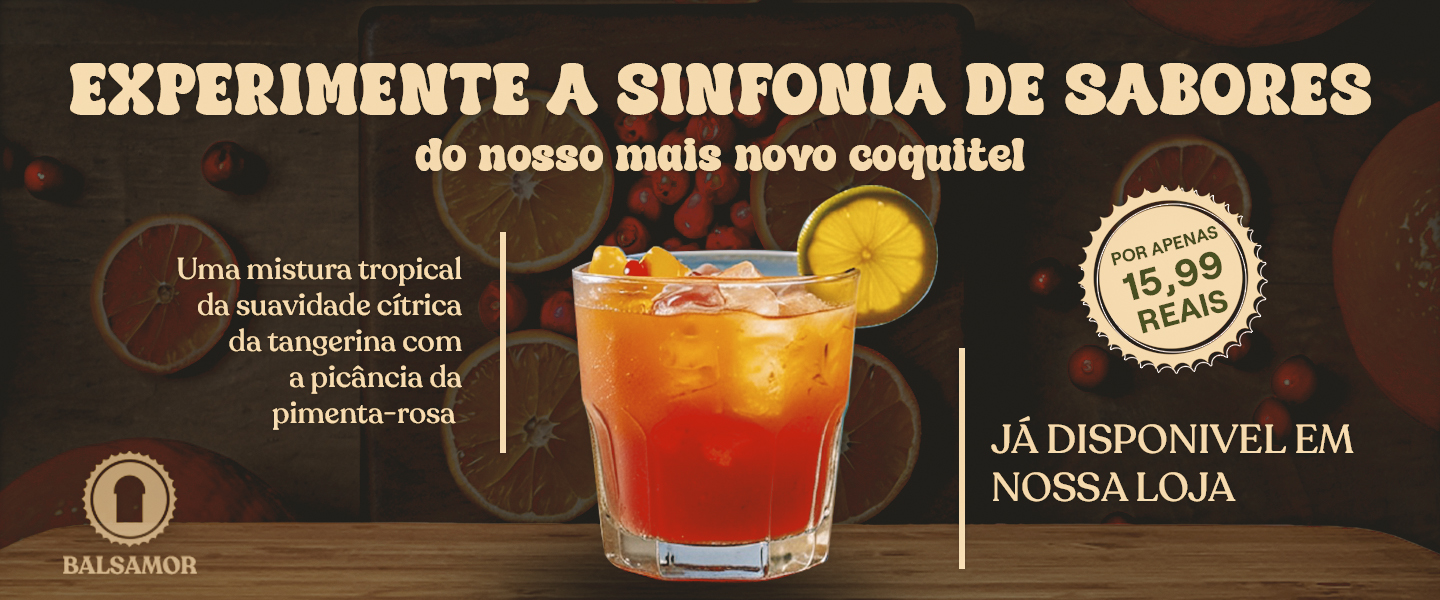 EXPERIMENTE A SINFONIA DE SABORES
do nosso mais novo coquitel
Uma mistura tropical
da suavidade cítrica
da tangerina com
a picância da
pimenta-rosa
POR APENAS
15,99
REAIS
JÁ DISPONIVEL EM
NOSSA LOJA
BALSAMOR